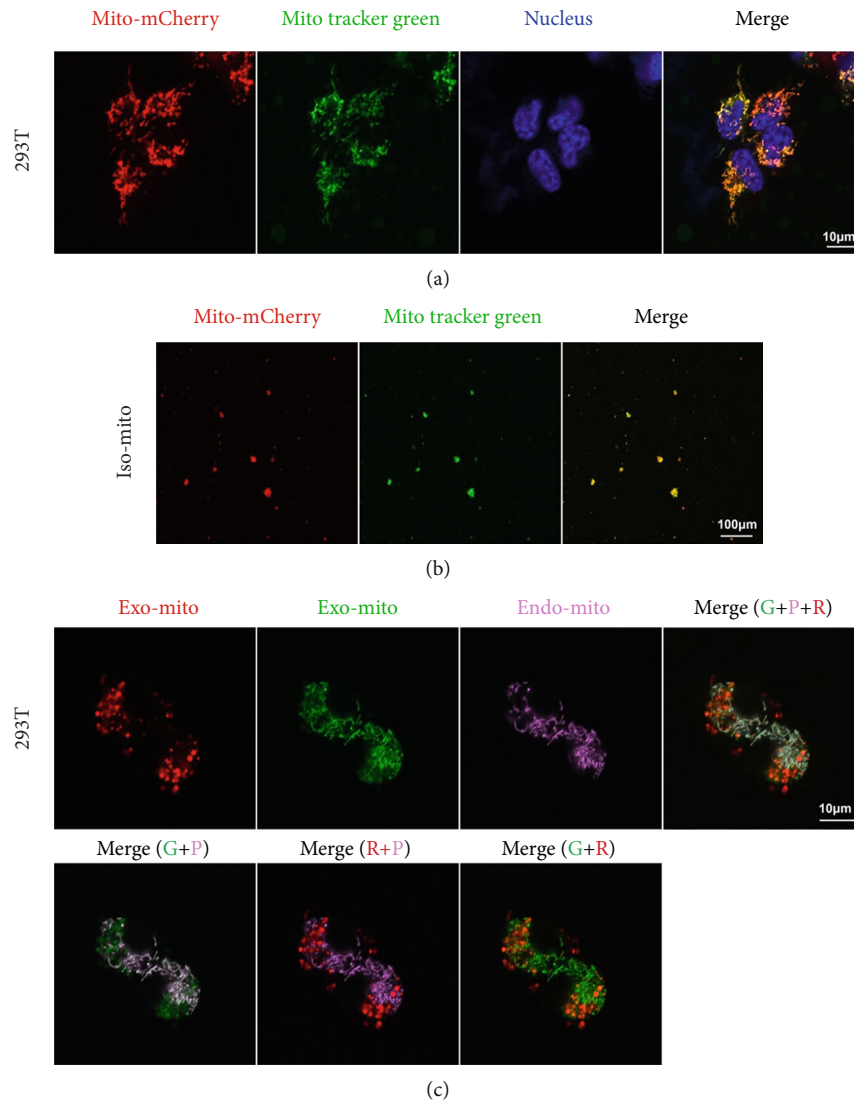 Mito-mCherry Mito tracker green Nucleus Merge
293T
10µm
(a)
Mito-mCherry Mito tracker green Merge
Iso-mito
100µm
(b)
Exo-mito Exo-mito Endo-mito Merge (G+P+R)
293T
10µm
Merge (G+P) Merge (R+P) Merge (G+R)
(c)